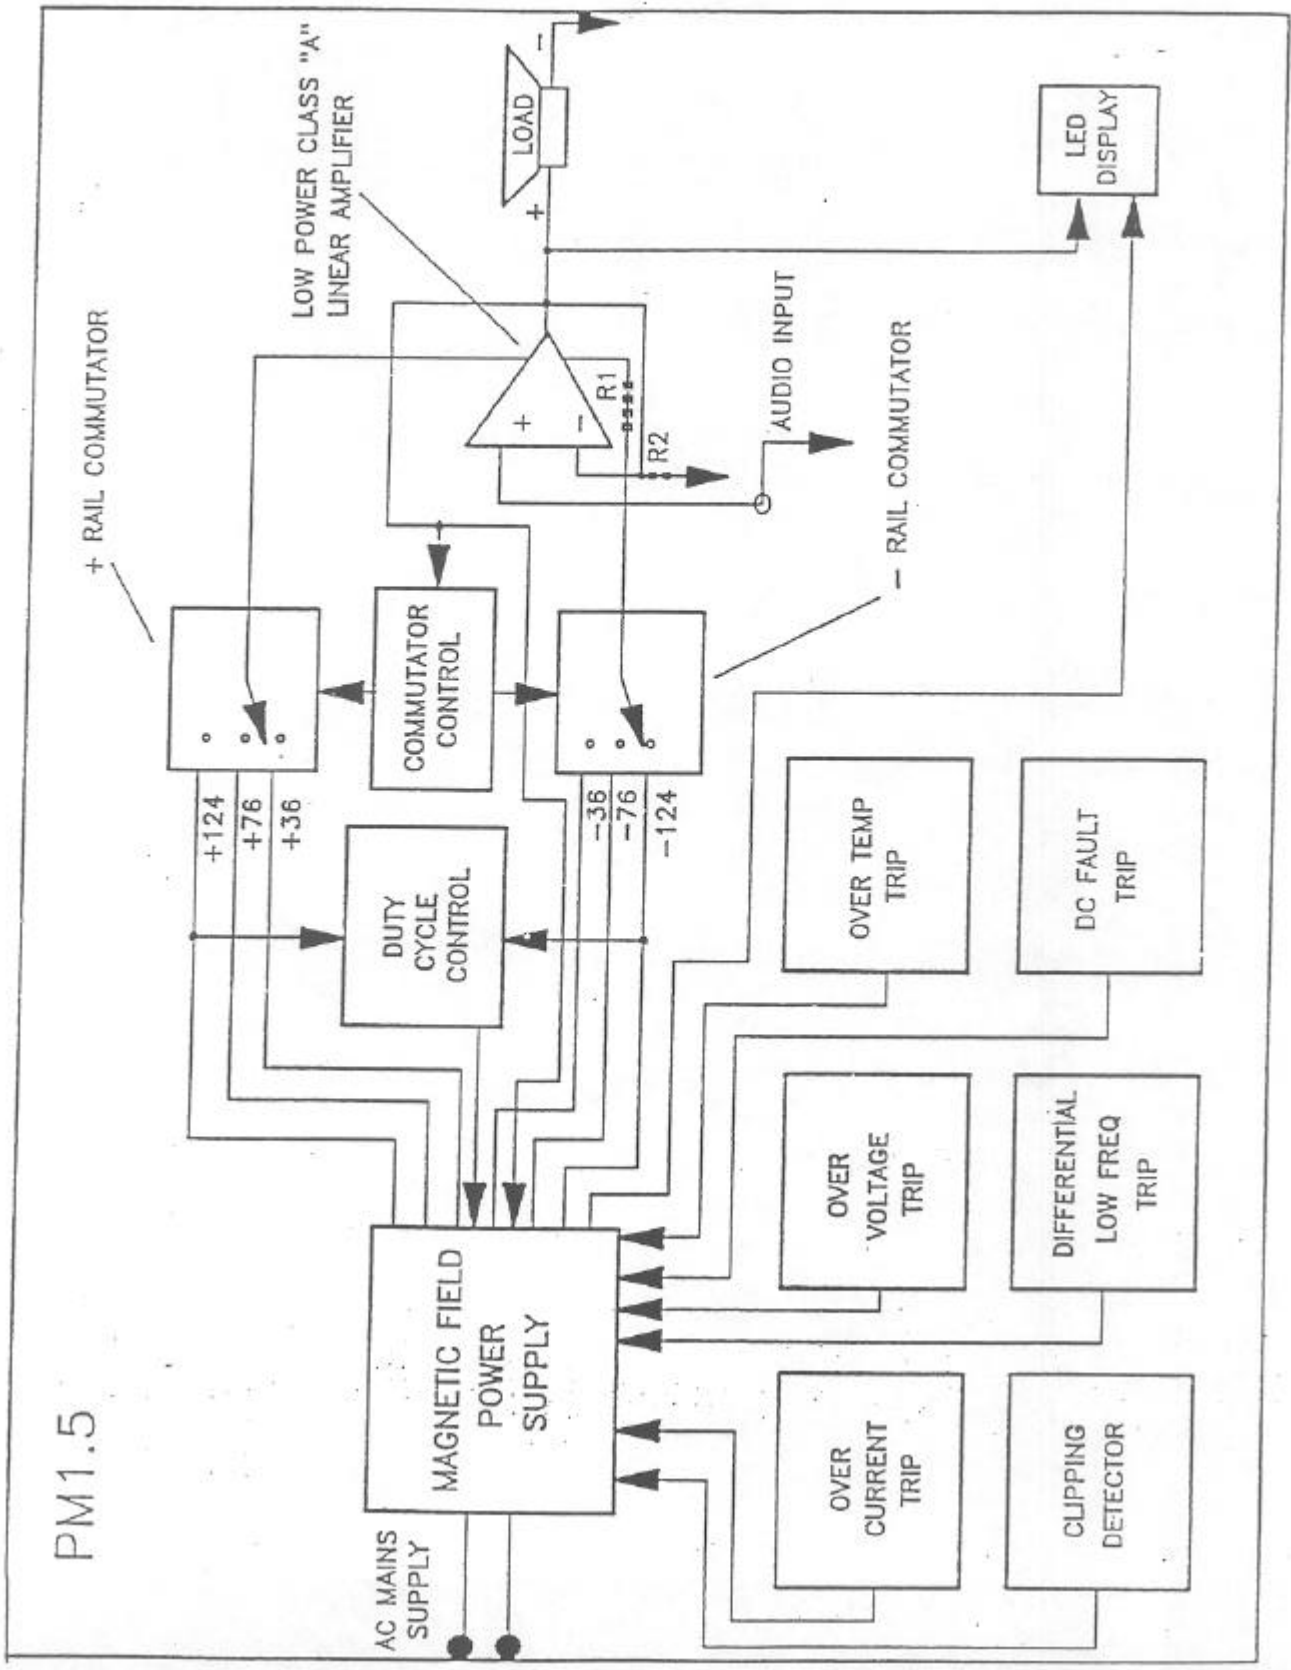 PM1.5
+ RAIL COMMUTATOR
LOW POWER CLASS "A"
LINEAR AMPLIFIER
+124
+76
+36
AC MAINS
SUPPLY
MAGNETIC FIELD
POWER
SUPPLY
DUTY
CYCLE
CONTROL
COMMUTATOR
CONTROL
+
-
R1
R2
+
LOAD
-
-36
-76
-124
AUDIO INPUT
- RAIL COMMUTATOR
OVER
CURRENT
TRIP
OVER
VOLTAGE
TRIP
OVER TEMP
TRIP
CLIPPING
DETECTOR
DIFFERENTIAL
LOW FREQ
TRIP
DC FAULT
TRIP
LED
DISPLAY